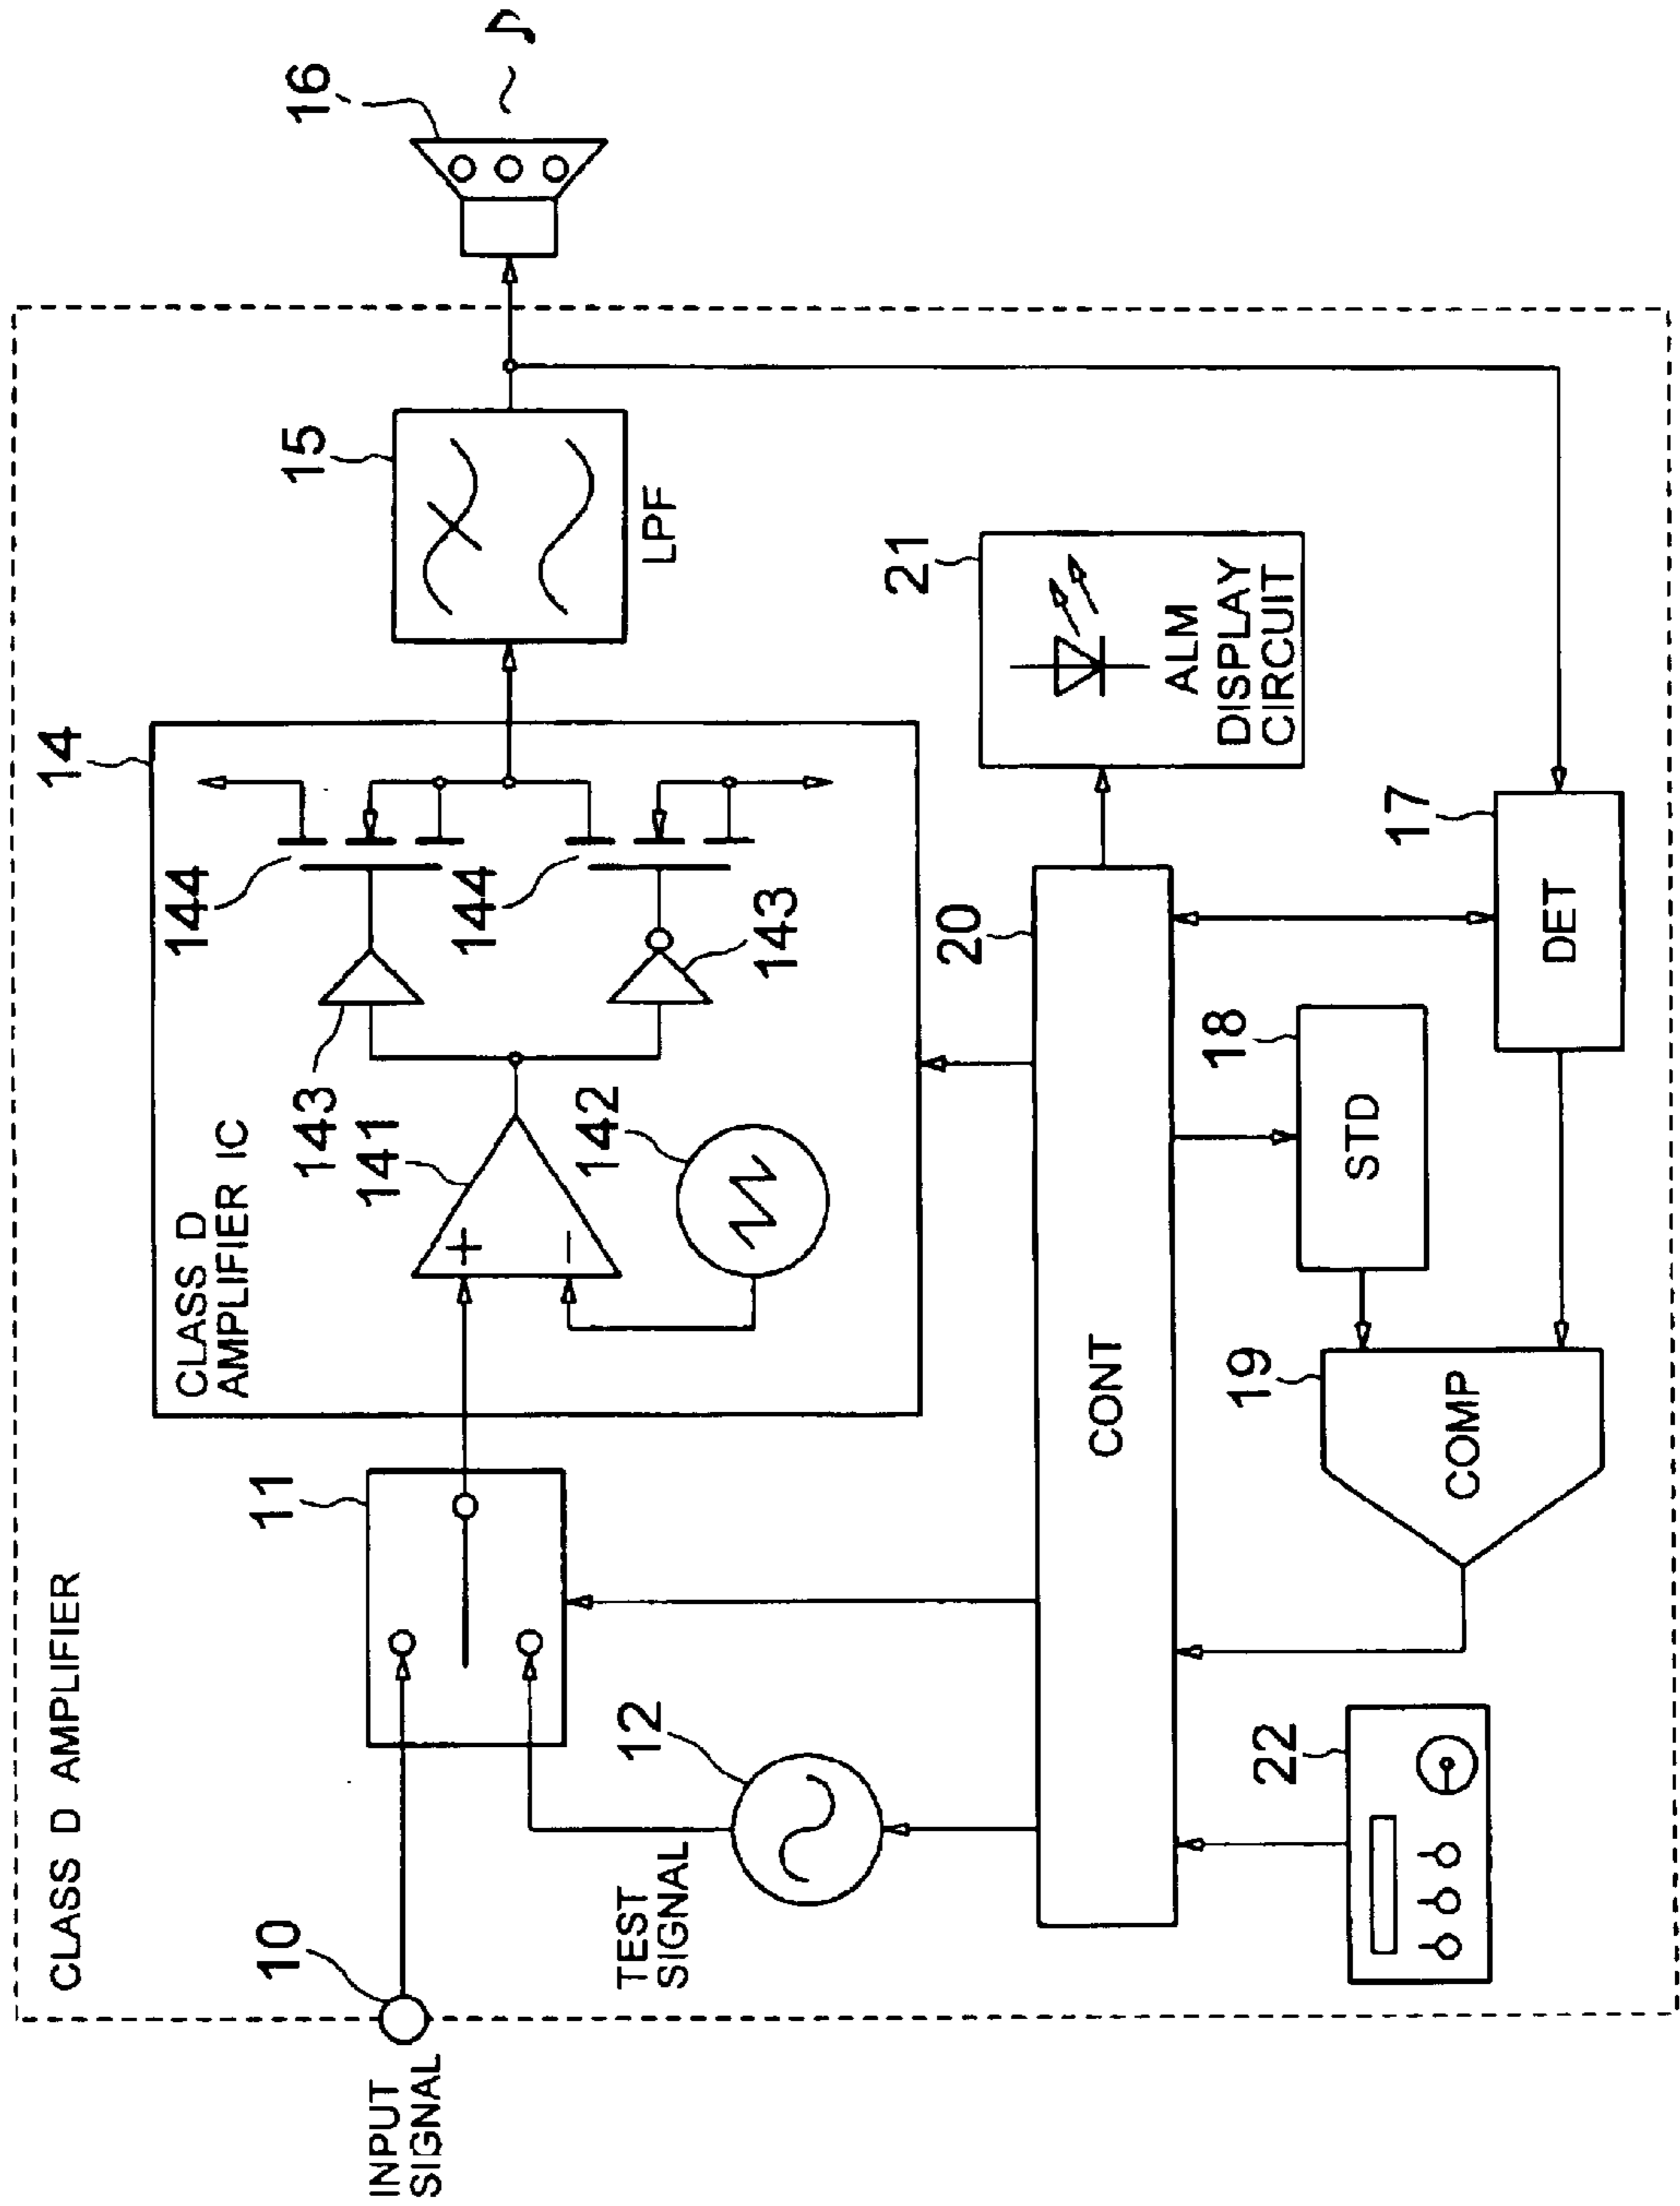 CLASS D AMPLIFIER
INPUT
SIGNAL
10
11
TEST
SIGNAL
12
CLASS D
AMPLIFIER IC
14
141
+
−
142
143
143
144
144
15
LPF
16
CONT
20
21
ALM
DISPLAY
CIRCUIT
22
COMP
19
STD
18
DET
17